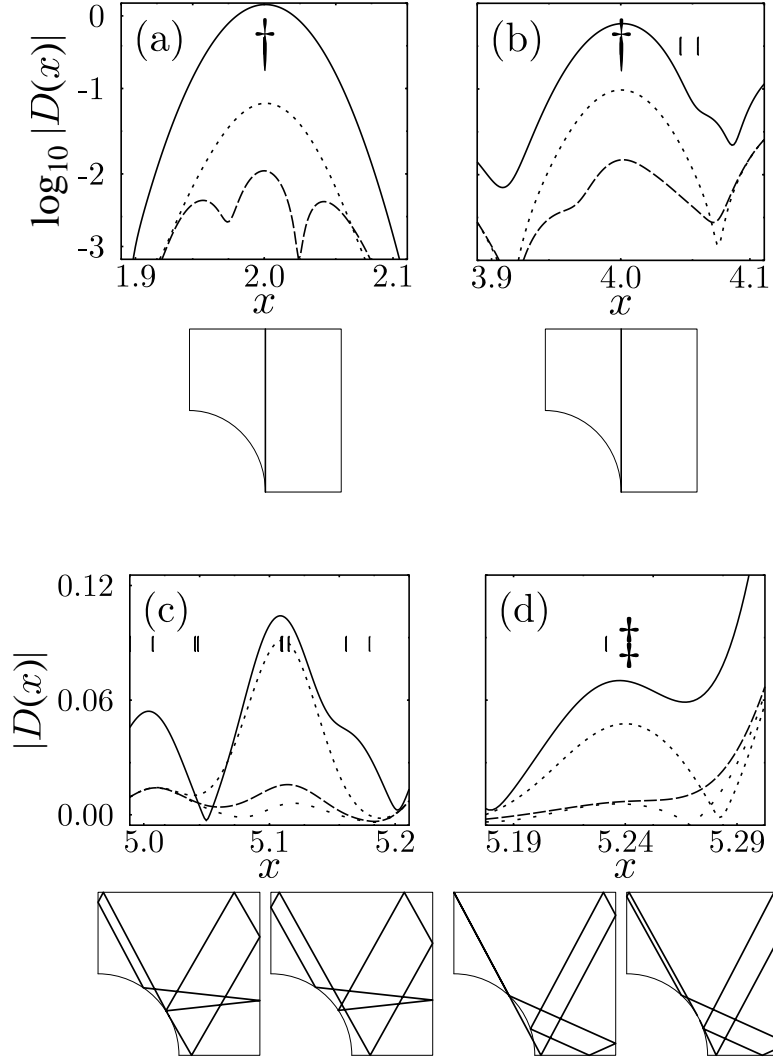 (a)
†
log10 |D(x)|
0
-1
-2
-3
1.9 2.0 2.1
x
(b)
†
3.9 4.0 4.1
x
(c)
|D(x)|
0.12
0.06
0.00
5.0 5.1 5.2
x
(d)
‡
5.19 5.24 5.29
x